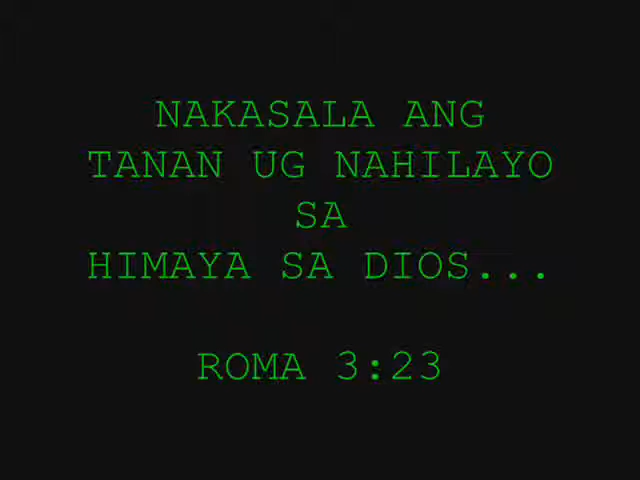 NAKASALA ANG
TANAN UG NAHILAYO
SA
HIMAYA SA DIOS...
ROMA 3:23